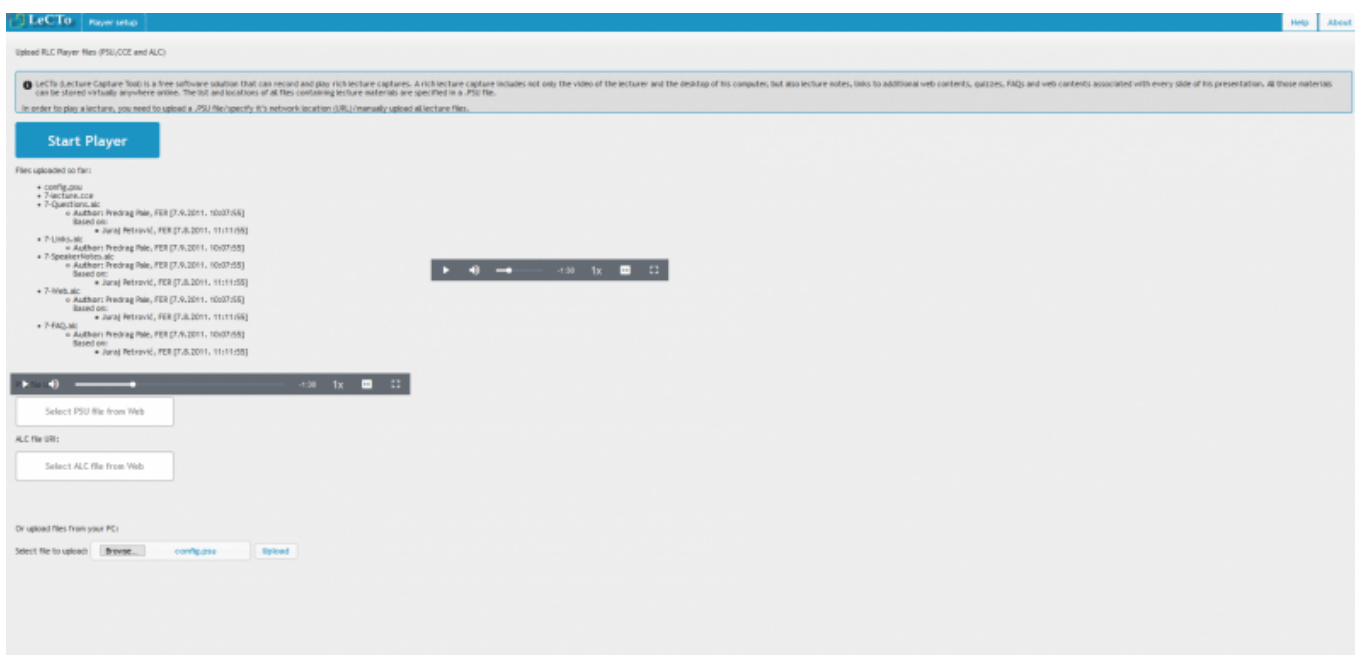 LeCTo Player setup Help About
Upload RLC Player files (PSU/CCE and ALC)
LeCTo (Lecture Capture Tool) is a free software solution that can record and play rich lecture captures. A rich lecture capture includes not only the video of the lecturer and the desktop of his computer, but also lecture notes, links to additional web contents, quizzes, FAQs and web contents associated with every slide of his presentation. All those materials
can be stored virtually anywhere online. The list and locations of all files containing lecture materials are specified in a .PSU file.
In order to play a lecture, you need to upload a .PSU file/specify it's network location (URL)/manually upload all lecture files.
Start Player
Files uploaded so far:
config.psu
7-lecture.cce
7-Questions.alc
Author: Predrag Pale, FER [7.9.2011. 10:07:55]
Based on:
Juraj Petrović, FER [7.8.2011. 11:11:55]
7-Links.alc
Author: Predrag Pale, FER [7.9.2011. 10:07:55]
7-SpeakerNotes.alc
Author: Predrag Pale, FER [7.9.2011. 10:07:55]
Based on:
Juraj Petrović, FER [7.8.2011. 11:11:55]
7-Web.alc
Author: Predrag Pale, FER [7.9.2011. 10:07:55]
Based on:
Juraj Petrović, FER [7.8.2011. 11:11:55]
7-FAQ.alc
Author: Predrag Pale, FER [7.9.2011. 10:07:55]
Based on:
Juraj Petrović, FER [7.8.2011. 11:11:55]
-1:30 1x
-1:30 1x
Select PSU file from Web
ALC file URI:
Select ALC file from Web
Or upload files from your PC:
Select file to upload: Browse... config.psu Upload